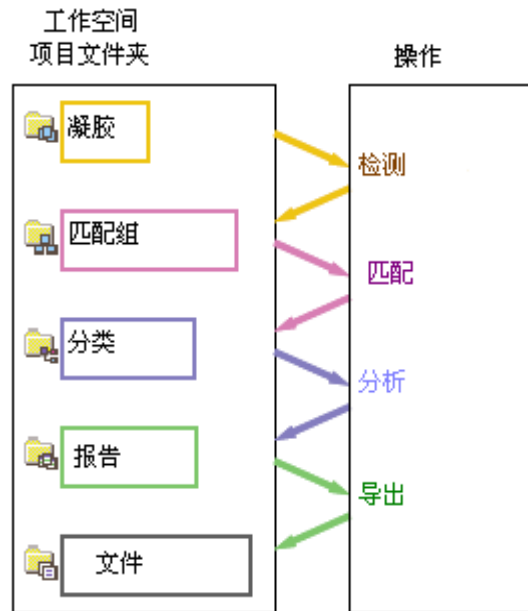 工作空间
项目文件夹
操作
凝胶
检测
匹配组
匹配
分类
分析
报告
导出
文件